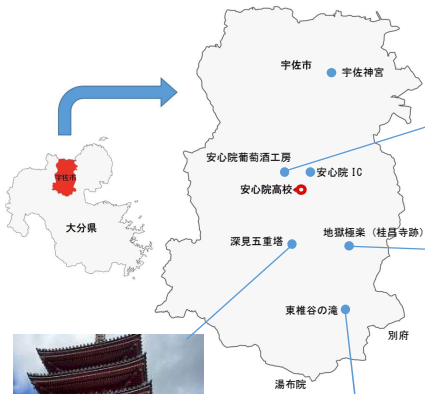 宇佐市
宇佐神宮
安心院葡萄酒工房
安心院 IC
安心院高校
宇佐市
大分県
地獄極楽（桂昌寺跡）
深見五重塔
東椎谷の滝
別府
湯布院